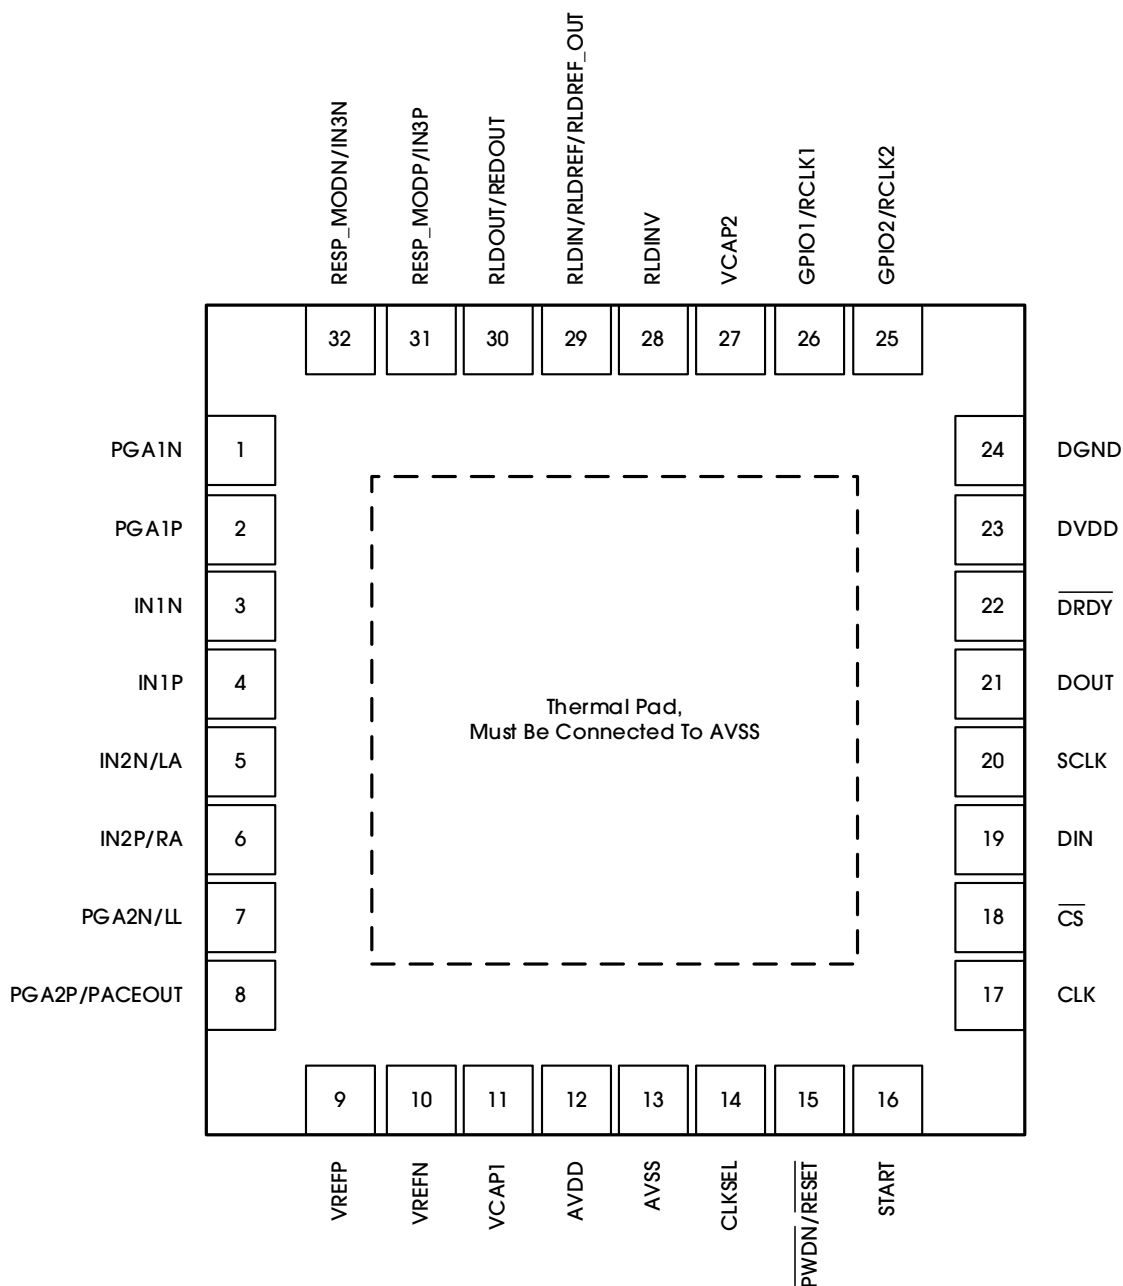 RESP_MODN/IN3N
RESP_MODP/IN3P
RLDOUT/REDOUT
RLDIN/RLDREF/RLDREF_OUT
RLDINV
VCAP2
GPIO1/RCLK1
GPIO2/RCLK2
32 31 30 29 28 27 26 25
PGA1N 1 24 DGND
PGA1P 2 23 DVDD
IN1N 3 22 DRDY
IN1P 4 21 DOUT
Thermal Pad,
Must Be Connected To AVSS
IN2N/LA 5 20 SCLK
IN2P/RA 6 19 DIN
PGA2N/LL 7 18 CS
PGA2P/PACEOUT 8 17 CLK
9 10 11 12 13 14 15 16
VREFP
VREFN
VCAP1
AVDD
AVSS
CLKSEL
PWDN/RESET
START